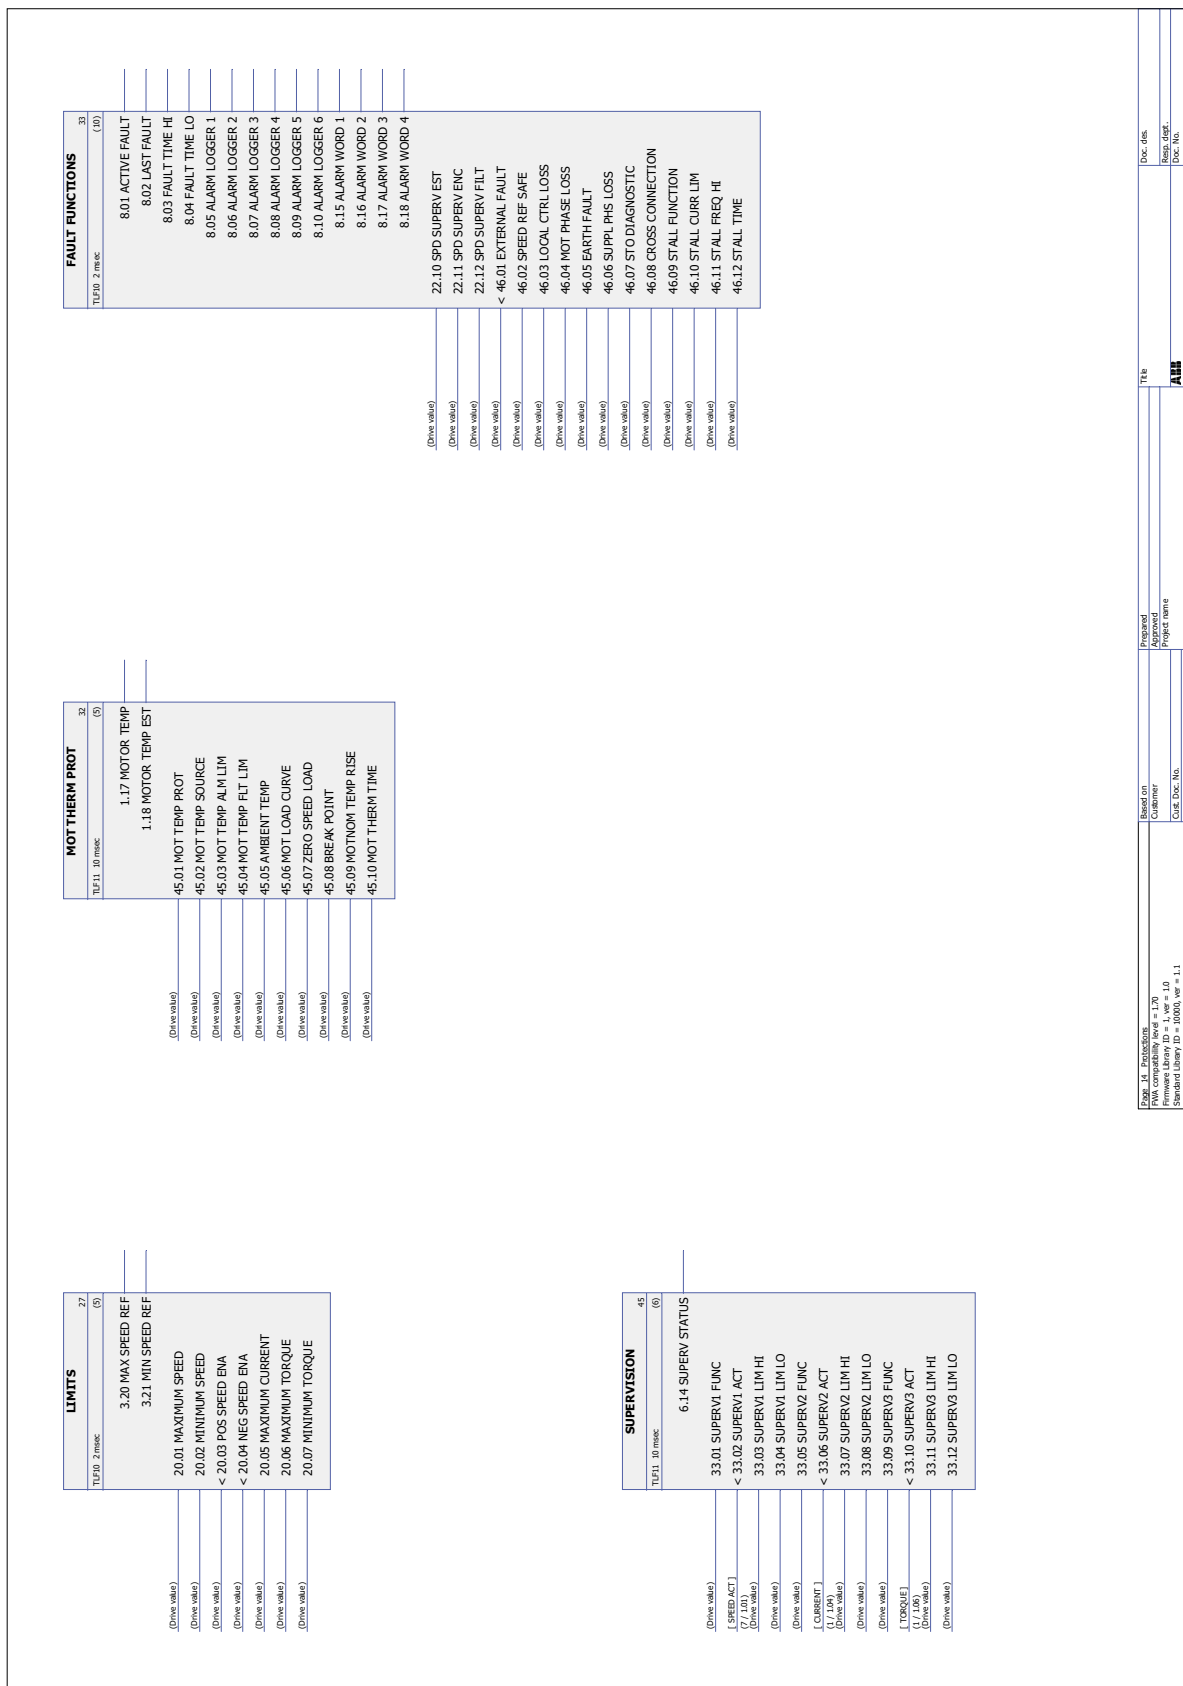 LIMITS
27
TLF10 2 msec
(5)
3.20 MAX SPEED REF
3.21 MIN SPEED REF
(Drive value)
20.01 MAXIMUM SPEED
(Drive value)
20.02 MINIMUM SPEED
(Drive value)
< 20.03 POS SPEED ENA
(Drive value)
< 20.04 NEG SPEED ENA
(Drive value)
20.05 MAXIMUM CURRENT
(Drive value)
20.06 MAXIMUM TORQUE
(Drive value)
20.07 MINIMUM TORQUE
MOT THERM PROT
32
TLF11 10 msec
(5)
1.17 MOTOR TEMP
1.18 MOTOR TEMP EST
(Drive value)
45.01 MOT TEMP PROT
(Drive value)
45.02 MOT TEMP SOURCE
(Drive value)
45.03 MOT TEMP ALM LIM
(Drive value)
45.04 MOT TEMP FLT LIM
(Drive value)
45.05 AMBIENT TEMP
(Drive value)
45.06 MOT LOAD CURVE
(Drive value)
45.07 ZERO SPEED LOAD
(Drive value)
45.08 BREAK POINT
(Drive value)
45.09 MOTNOM TEMP RISE
(Drive value)
45.10 MOT THERM TIME
FAULT FUNCTIONS
33
TLF10 2 msec
(10)
8.01 ACTIVE FAULT
8.02 LAST FAULT
8.03 FAULT TIME HI
8.04 FAULT TIME LO
8.05 ALARM LOGGER 1
8.06 ALARM LOGGER 2
8.07 ALARM LOGGER 3
8.08 ALARM LOGGER 4
8.09 ALARM LOGGER 5
8.10 ALARM LOGGER 6
8.15 ALARM WORD 1
8.16 ALARM WORD 2
8.17 ALARM WORD 3
8.18 ALARM WORD 4
(Drive value)
22.10 SPD SUPERV EST
(Drive value)
22.11 SPD SUPERV ENC
(Drive value)
22.12 SPD SUPERV FILT
(Drive value)
< 46.01 EXTERNAL FAULT
(Drive value)
46.02 SPEED REF SAFE
(Drive value)
46.03 LOCAL CTRL LOSS
(Drive value)
46.04 MOT PHASE LOSS
(Drive value)
46.05 EARTH FAULT
(Drive value)
46.06 SUPPL PHS LOSS
(Drive value)
46.07 STO DIAGNOSTIC
(Drive value)
46.08 CROSS CONNECTION
(Drive value)
46.09 STALL FUNCTION
(Drive value)
46.10 STALL CURR LIM
(Drive value)
46.11 STALL FREQ HI
(Drive value)
46.12 STALL TIME
SUPERVISION
45
TLF11 10 msec
(6)
6.14 SUPERV STATUS
(Drive value)
33.01 SUPERV1 FUNC
[ SPEED ACT ]
(7 / 1.01)
< 33.02 SUPERV1 ACT
(Drive value)
33.03 SUPERV1 LIM HI
(Drive value)
33.04 SUPERV1 LIM LO
(Drive value)
33.05 SUPERV2 FUNC
[ CURRENT ]
(1 / 1.04)
< 33.06 SUPERV2 ACT
(Drive value)
33.07 SUPERV2 LIM HI
(Drive value)
33.08 SUPERV2 LIM LO
(Drive value)
33.09 SUPERV3 FUNC
[ TORQUE ]
(1 / 1.06)
< 33.10 SUPERV3 ACT
(Drive value)
33.11 SUPERV3 LIM HI
(Drive value)
33.12 SUPERV3 LIM LO
Page 14 Protections
FWA compatibility level = 1.70
Firmware Library ID = 1, ver = 1.0
Standard Library ID = 10000, ver = 1.1
Based on
Customer
Cust. Doc. No.
Prepared
Approved
Project name
Title
ABB
Doc. des.
Resp. dept.
Doc. No.